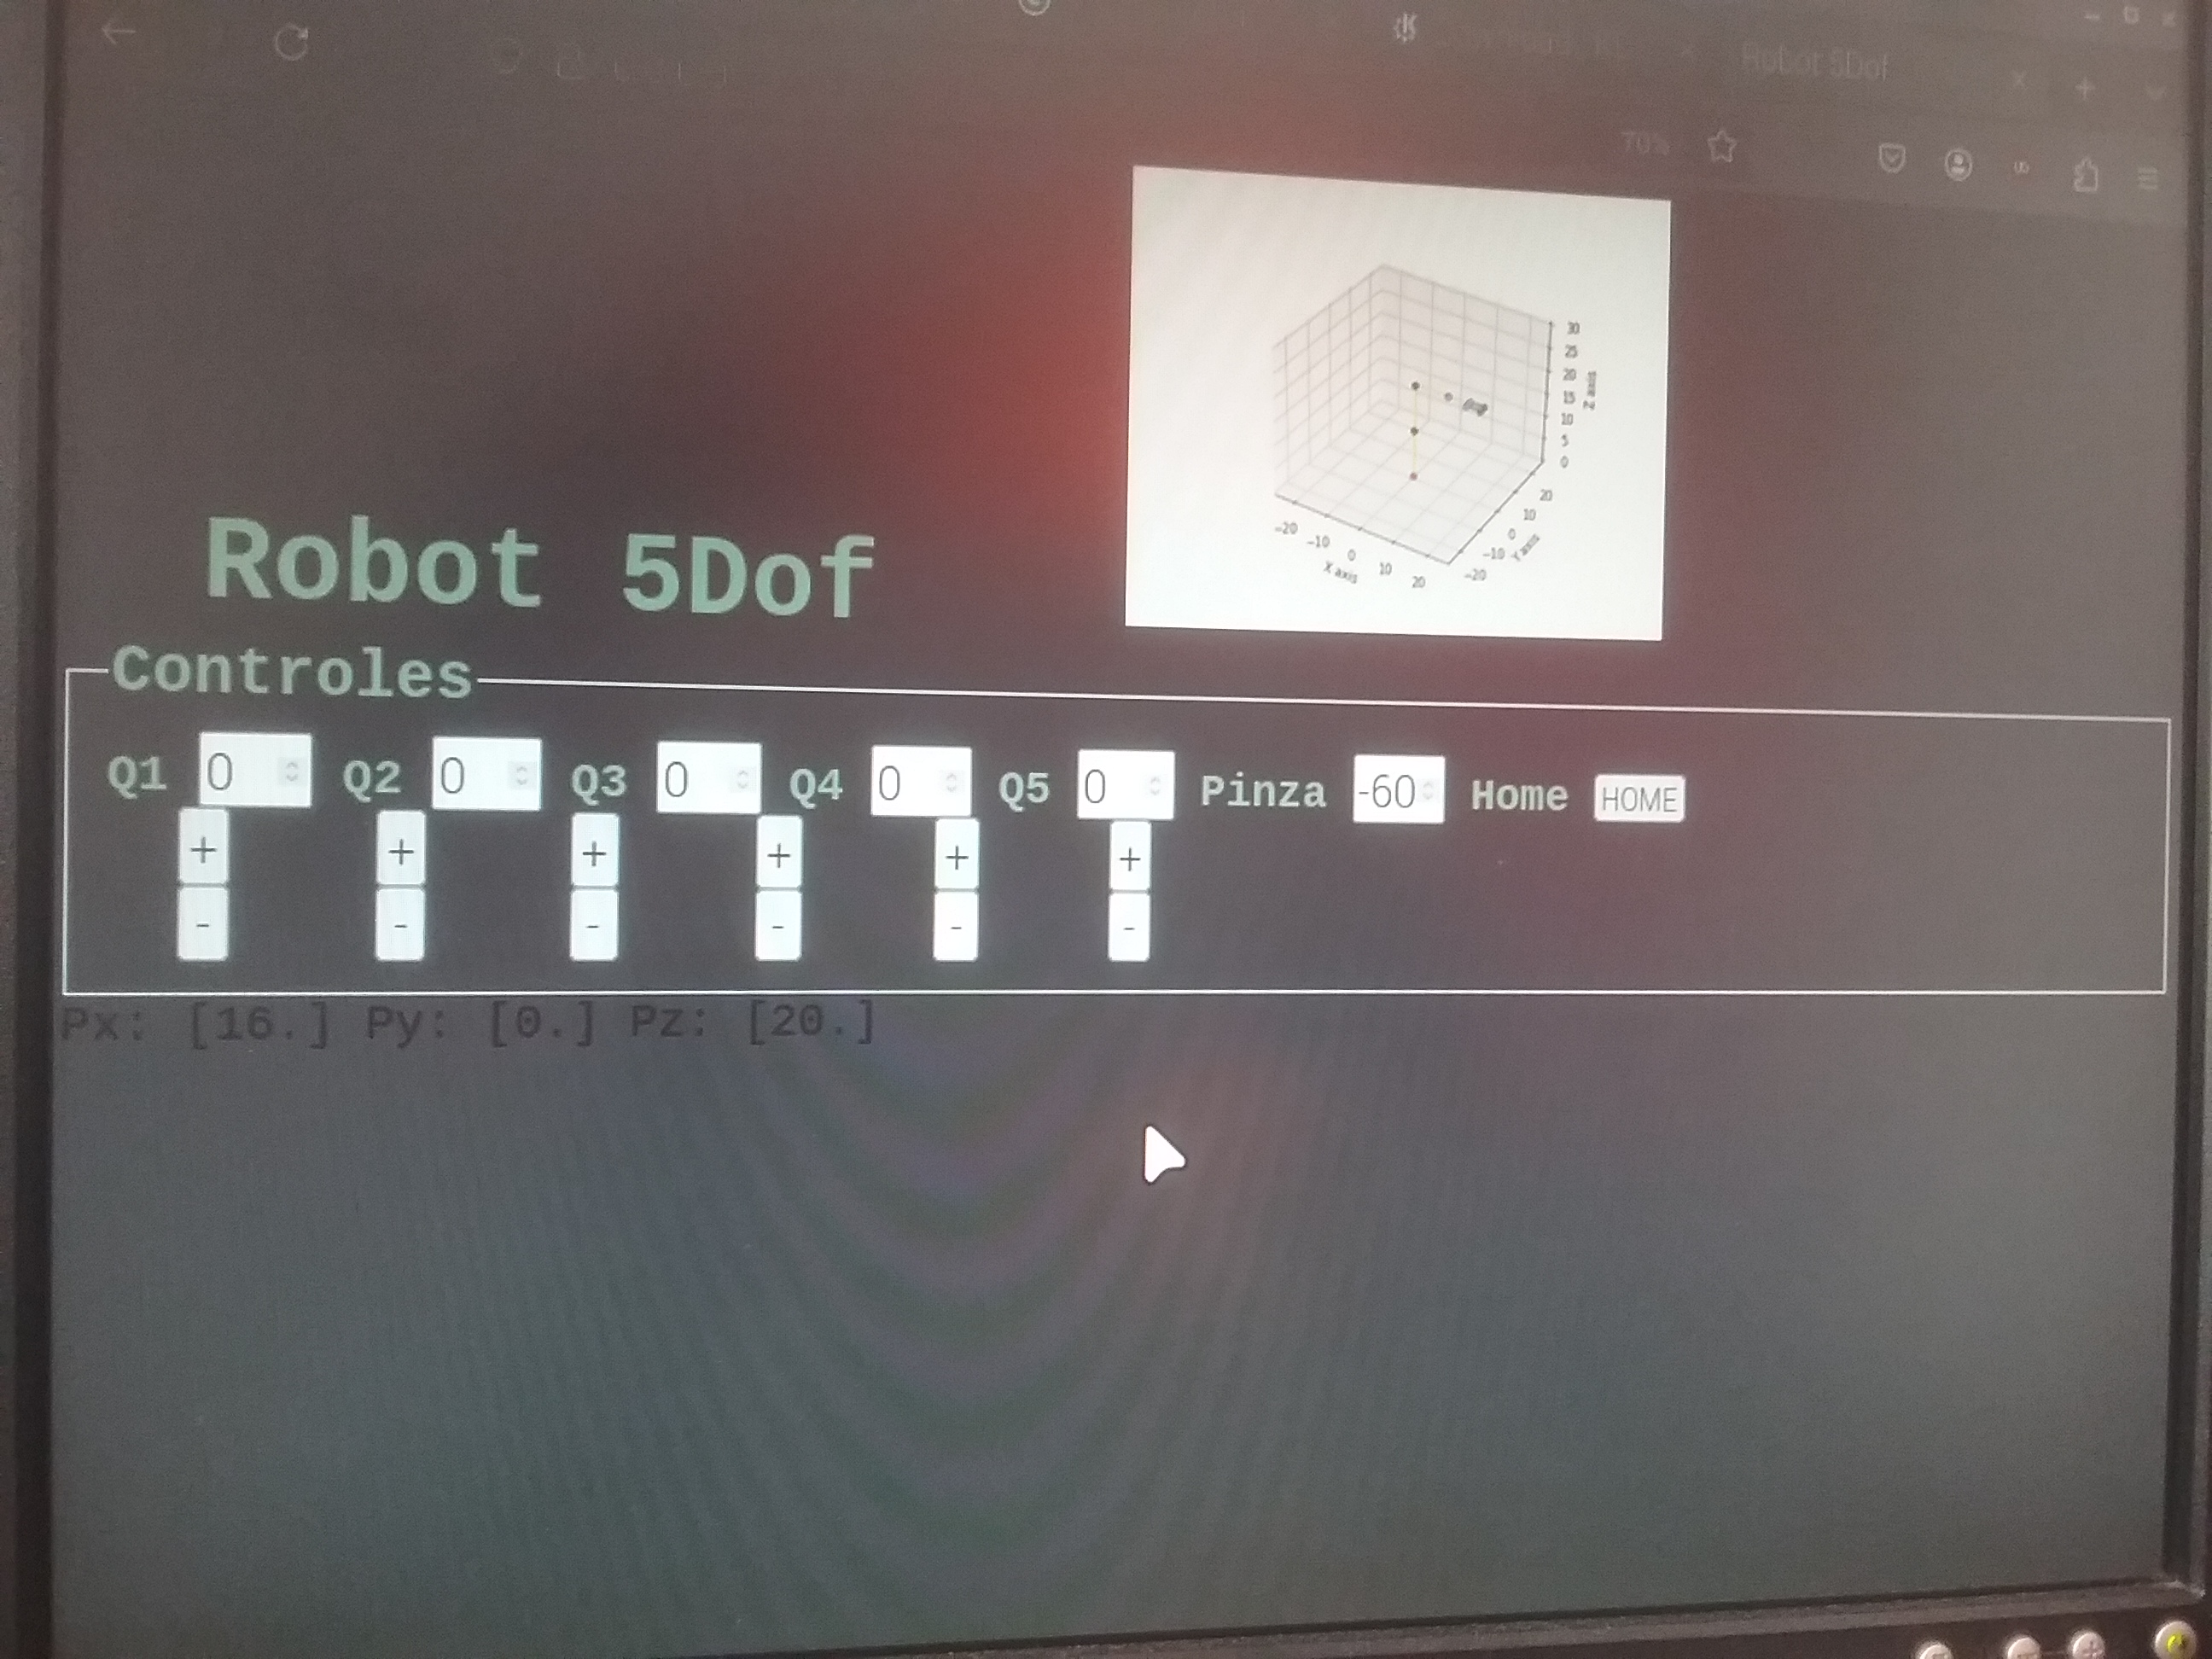 Robot 5Dof
70%
30
25
20
15
10
5
0
Z axis
20
10
0
-10
-20
Y axis
-20
-10
0
10
20
X axis
Robot 5Dof
Controles
Q1 0 Q2 0 Q3 0 Q4 0 Q5 0 Pinza -60 Home HOME
+ + + + + +
- - - - - -
Px: [16.] Py: [0.] Pz: [20.]